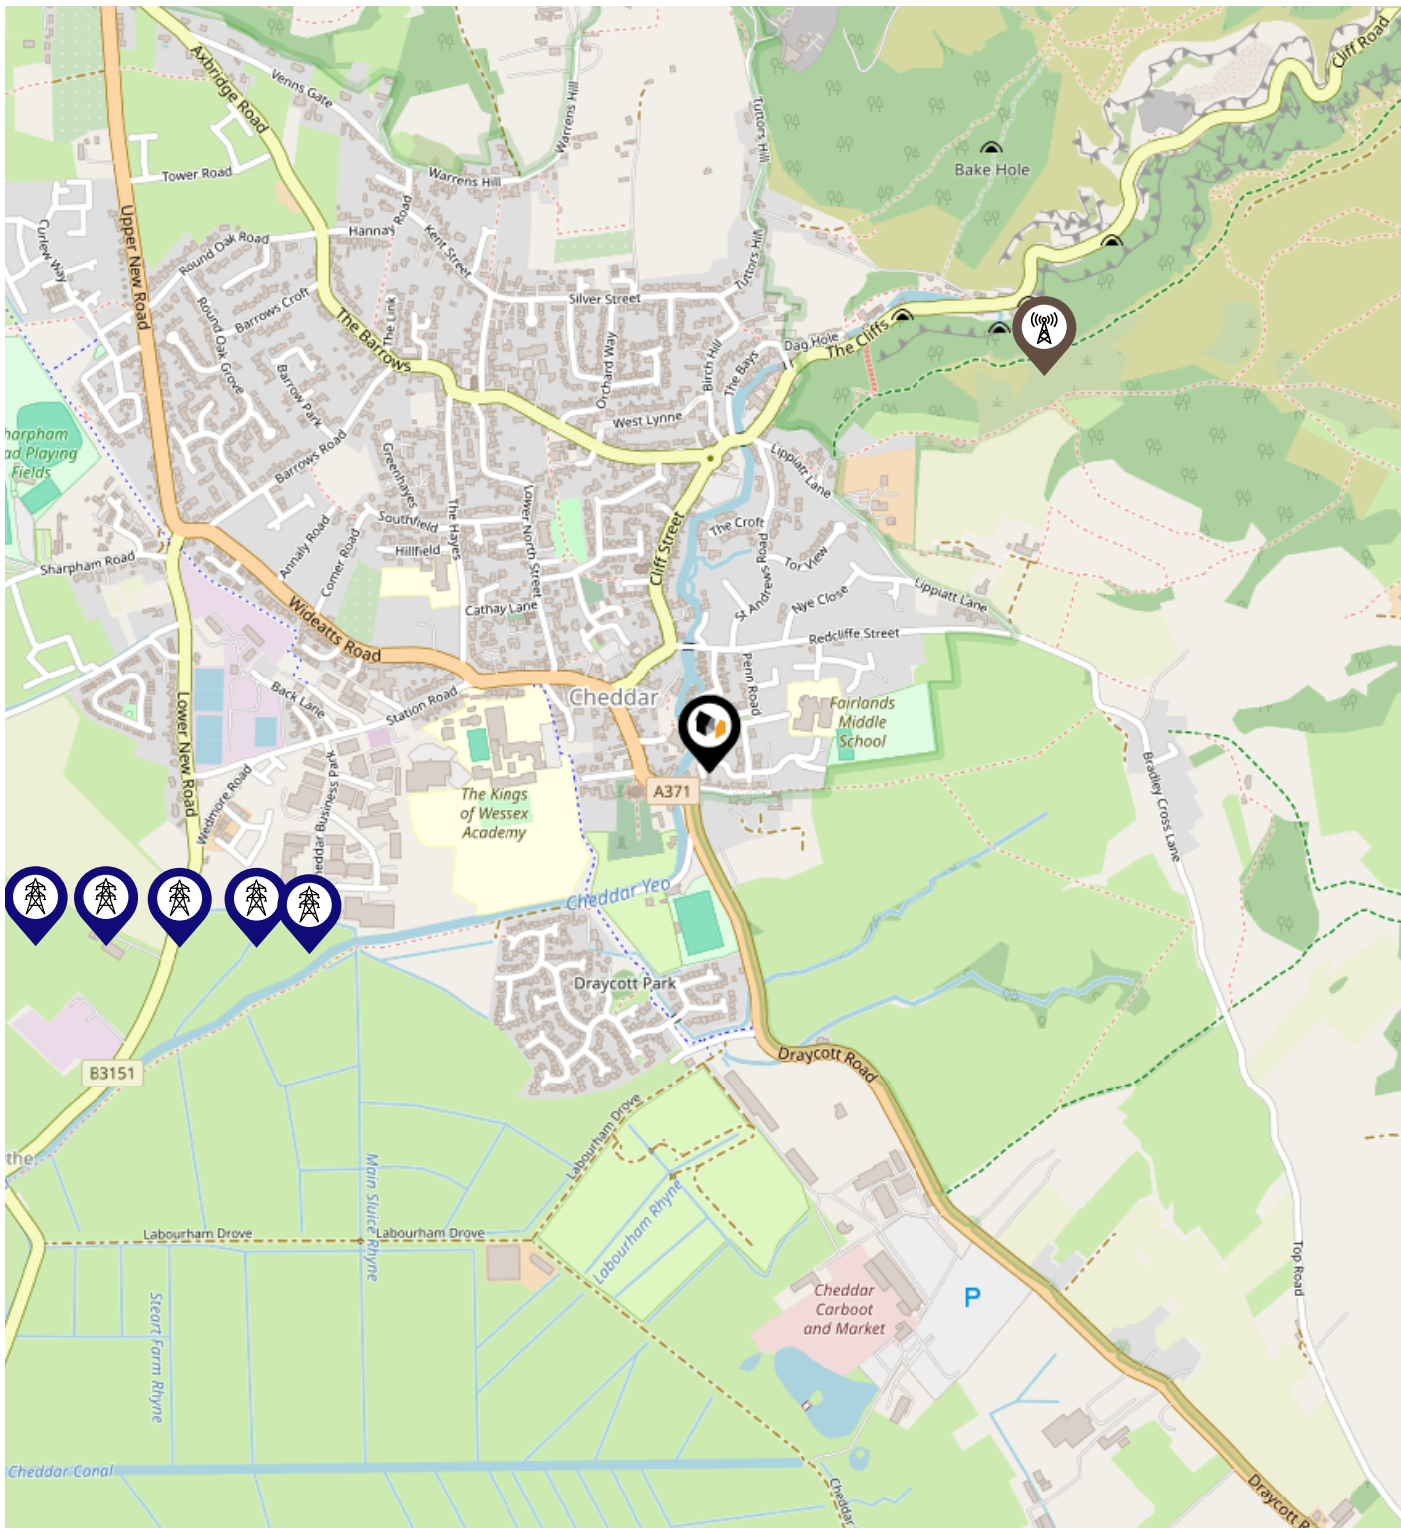 Cliff Road
Axbridge Road
Venns Gate
Warrens Hill
Tuttors Hill
Bake Hole
Tower Road
Warrens Hill
Curlew Way
Upper New Road
Round Oak Road
Hannay Road
Kent Street
Tuttors Hill
Silver Street
Barrows Croft
The Link
Round Oak Grove
The Barrows
Orchard Way
Birch Hill
The Bays
Dag Hole
The Cliffs
Barrow Park
West Lynne
harpham
ad Playing
Fields
Barrows Road
Greenhayes
Lippiatt Lane
The Hayes
Lower North Street
Southfield
Hillfield
Annaly Road
Corner Road
The Croft
Cliff Street
St Andrews Road
Tor View
Sharpham Road
Nye Close
Lippiatt Lane
Wideatts Road
Cathay Lane
Redcliffe Street
Penn Road
Back Lane
Station Road
Cheddar
Fairlands
Middle
School
Lower New Road
Wedmore Road
heddar Business Park
The Kings
of Wessex
Academy
A371
Bradley Cross Lane
Cheddar Yeo
Draycott Park
Draycott Road
B3151
the
Labourham Drove
Main Sluice Rhyne
Labourham Rhyne
Labourham Drove
Labourham Drove
Top Road
Steart Farm Rhyne
Cheddar
Carboot
and Market
P
Cheddar Canal
Cheddar
Draycott R